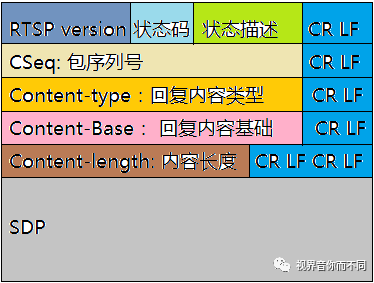 RTSP version 状态码 状态描述 CR LF
CSeq: 包序列号 CR LF
Content-type：回复内容类型 CR LF
Content-Base： 回复内容基础 CR LF
Content-length: 内容长度 CR LF CR LF
SDP
视界音你而不同